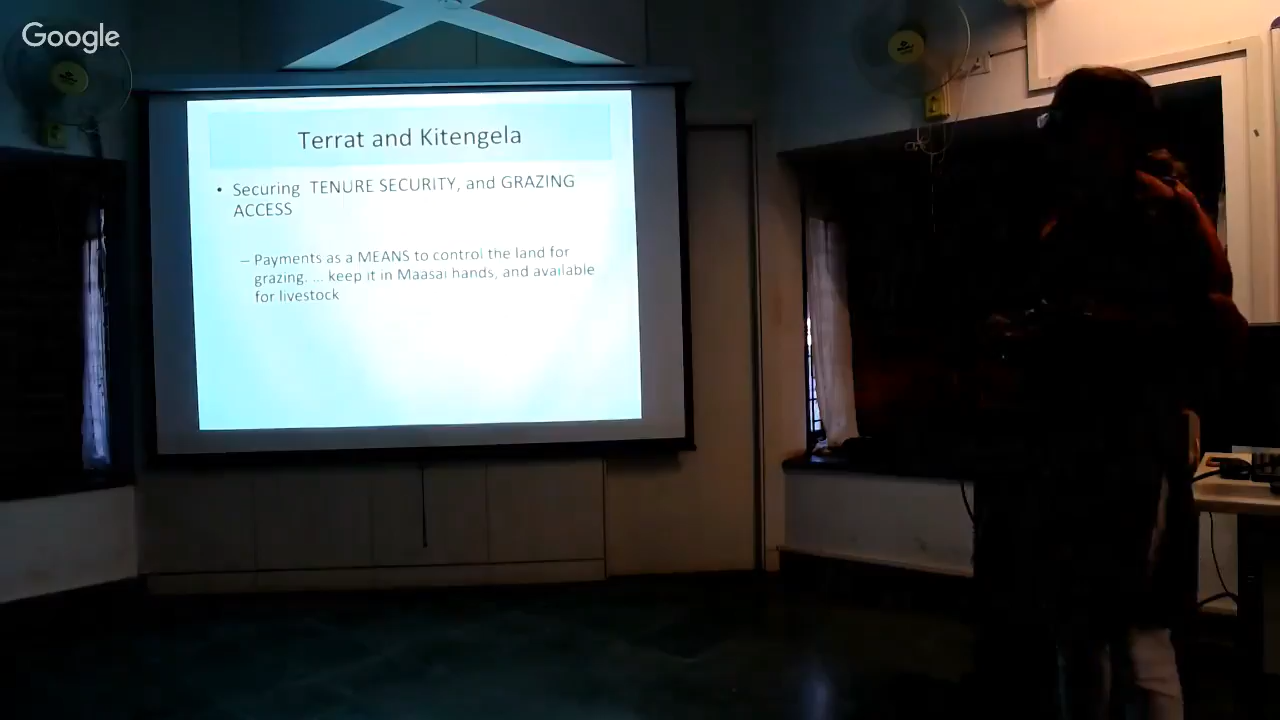 Google
Terrat and Kitengela
• Securing TENURE SECURITY, and GRAZING
ACCESS
– Payments as a MEANS to control the land for
grazing. ... keep it in Maasai hands, and available
for livestock